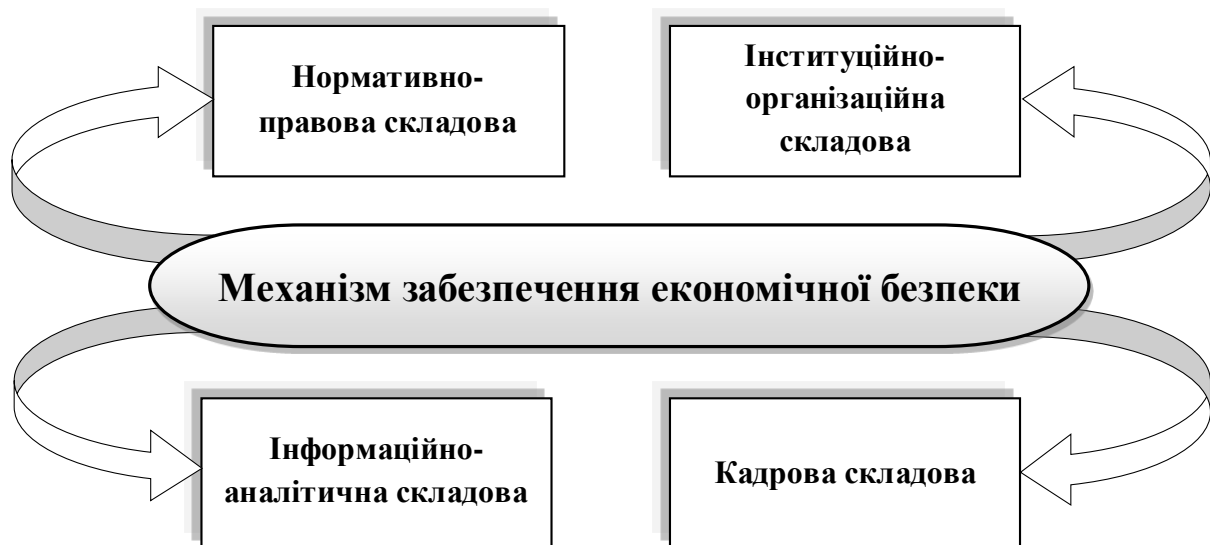 Нормативно-
правова складова
Інституційно-
організаційна
складова
Механізм забезпечення економічної безпеки
Інформаційно-
аналітична складова
Кадрова складова